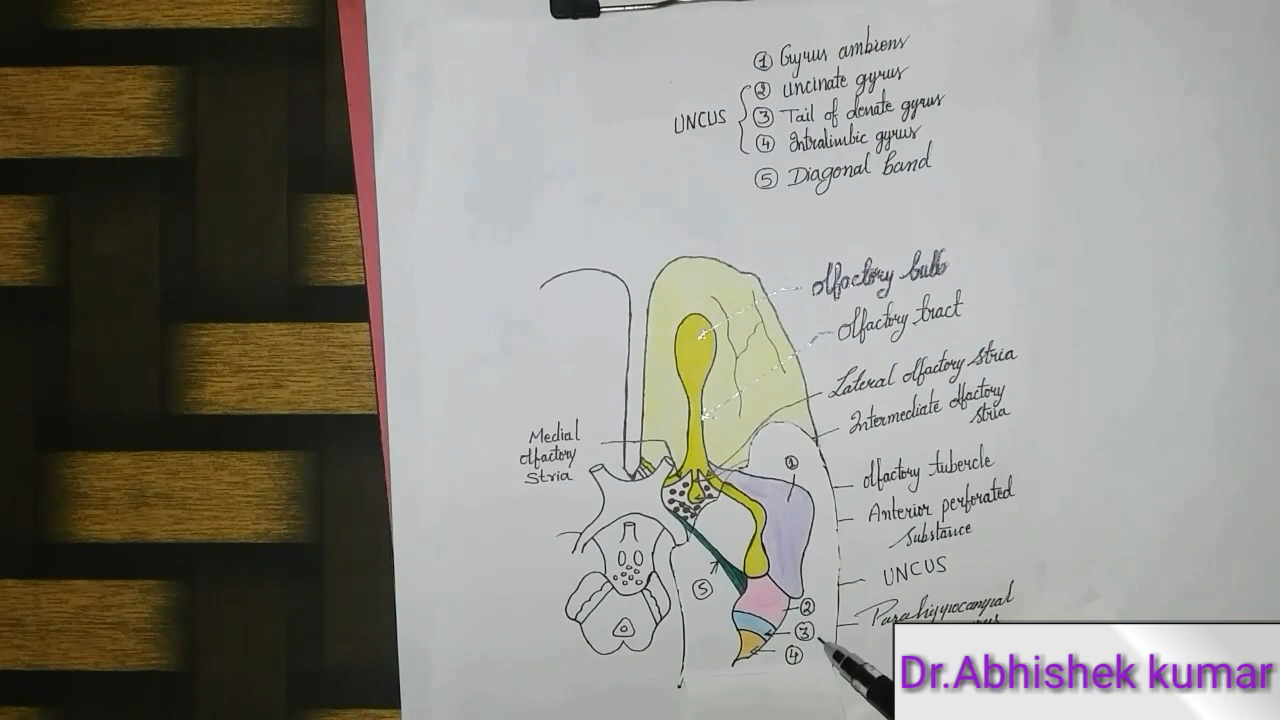 ① Gyrus ambiens
② uncinate gyrus
UNCUS
③ Tail of denate gyrus
④ Intralimbic gyrus
⑤ Diagonal band
olfactory bulb
olfactory tract
Lateral olfactory stria
Intermediate olfactory
stria
Medial
olfactory
stria
①
olfactory tubercle
Anterior perforated
substance
UNCUS
⑤
②
Parahippocampal
③
④
Dr.Abhishek kumar